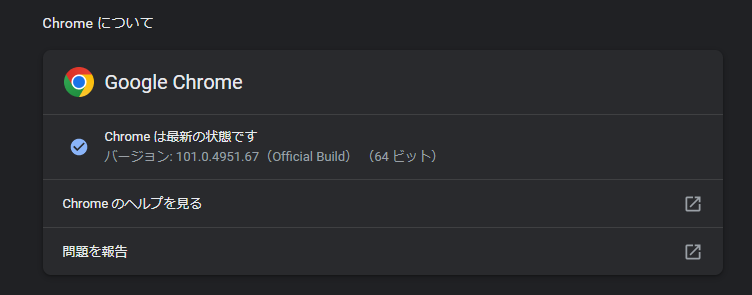 Chrome について
Google Chrome
Chrome は最新の状態です
バージョン: 101.0.4951.67（Official Build） （64 ビット）
Chrome のヘルプを見る
問題を報告